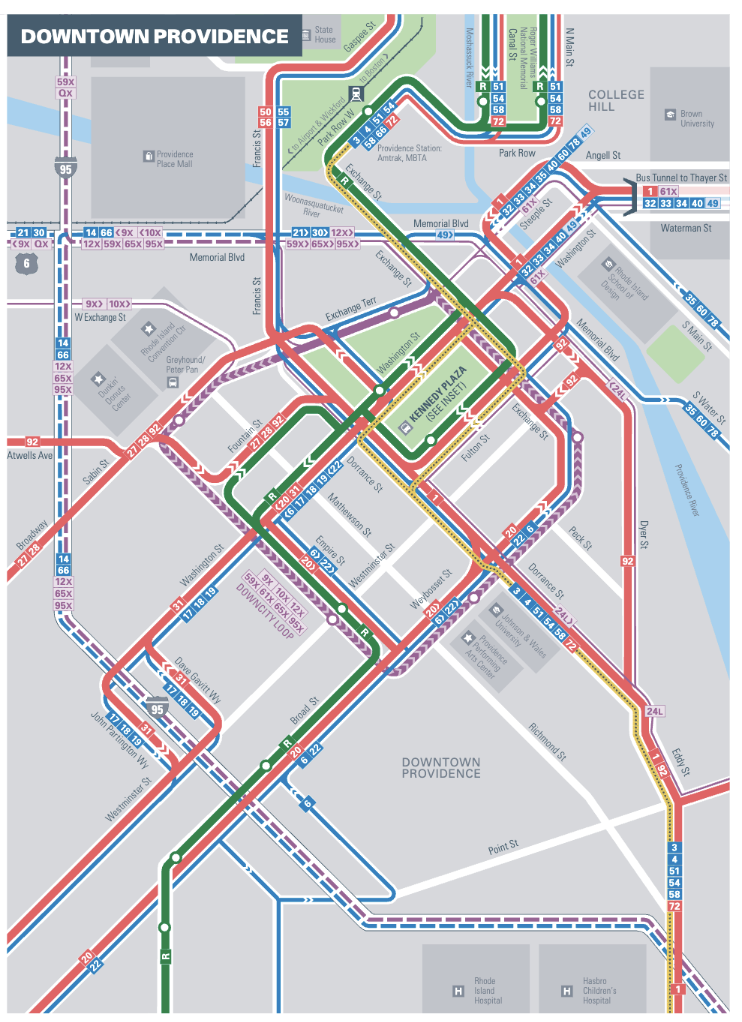 DOWNTOWN PROVIDENCE
State
House
Gaspee St
to Boston >
< to Airport & Wickford
Park Row W
Moshassuck River
Canal St
Roger Williams
National Memorial
N Main St
59X
QX
95
50 55
56 57
Francis St
R 51
54
58
72
R 51
54
58
72
COLLEGE
HILL
Brown
University
3 4 51 54
58 66 72
Providence Station:
Amtrak, MBTA
Park Row
Providence
Place Mall
Angell St
Bus Tunnel to Thayer St
1 61X
32 33 34 40 49
Waterman St
1
32 33 34 35 40 60 78 49
61X
Steeple St
R
Exchange St
Woonasquatucket
River
Memorial Blvd
49>
21 30
<9X QX
6
14 66 <9X <10X
12X 59X 65X 95X
21> 30> 12X>
59X> 65X> 95X>
Memorial Blvd
Exchange St
1
32 33 34 40 49
61X
Washington St
Rhode Island
School of
Design
35 60 78
S Main St
9X> 10X>
W Exchange St
Francis St
Exchange Terr
Rhode Island
Convention Ctr
Greyhound/
Peter Pan
Dunkin'
Donuts
Center
14
66
12X
65X
95X
Washington St
KENNEDY PLAZA
(SEE INSET)
92
92
Memorial Blvd
<24L
S Water St
35 60 78
Exchange St
Fulton St
Dorrance St
1
92
Atwells Ave
Sabin St
27 28 92
Fountain St
27 28 92
R
<20 31
<6 17 18 19 <22
Mathewson St
Empire St
6> 22>
20>
Westminster St
Providence River
20
22 6
Peck St
Dyer St
92
Broadway
27 28
14
66
12X
65X
95X
Washington St
31
17 18 19
9X 10X 12X
59X 61X 65X 95X
DOWNCITY LOOP
R
Weybosset St
20>
6> 22>
Dorrance St
3 4 51 54 58 72
24L>
Johnson & Wales
University
Providence
Performing
Arts Center
Dave Gavitt Wy
31
17 18 19
95
17 18 19
31
John Partington Wy
Westminster St
Broad St
R
20
6 22
6
DOWNTOWN
PROVIDENCE
Richmond St
24L
1 92
Eddy St
Point St
3
4
51
54
58
72
20
22
R
1
Rhode
Island
Hospital
Hasbro
Children's
Hospital
H
H